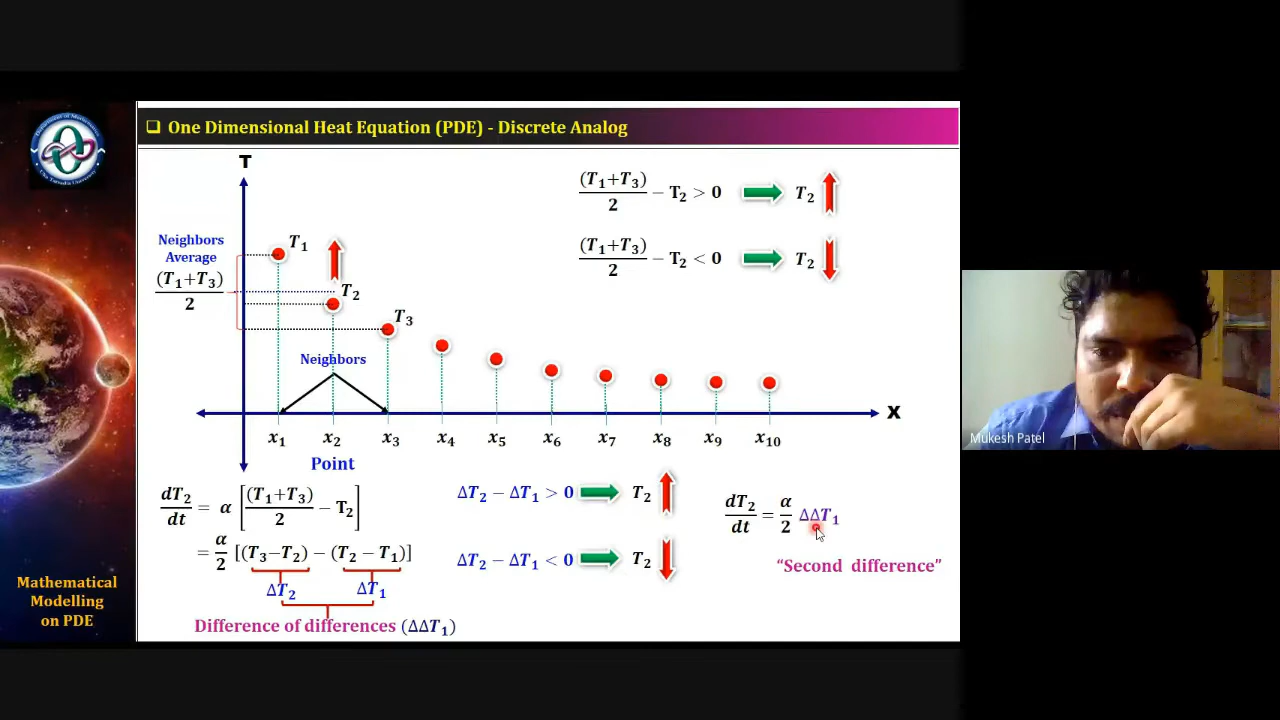 ❑ One Dimensional Heat Equation (PDE) - Discrete Analog
T
(T₁+T₃)/2 − T₂ > 0 T₂
(T₁+T₃)/2 − T₂ < 0 T₂
Neighbors
Average
(T₁+T₃)/2
T₁
T₂
T₃
Neighbors
X
x₁ x₂ x₃ x₄ x₅ x₆ x₇ x₈ x₉ x₁₀
Point
dT₂/dt = α [(T₁+T₃)/2 − T₂]
= α/2 [(T₃−T₂) − (T₂ − T₁)]
ΔT₂ ΔT₁
Difference of differences (ΔΔT₁)
ΔT₂ − ΔT₁ > 0 T₂
ΔT₂ − ΔT₁ < 0 T₂
dT₂/dt = α/2 ΔΔT₁
“Second difference”
Mathematical
Modelling
on PDE
Mukesh Patel